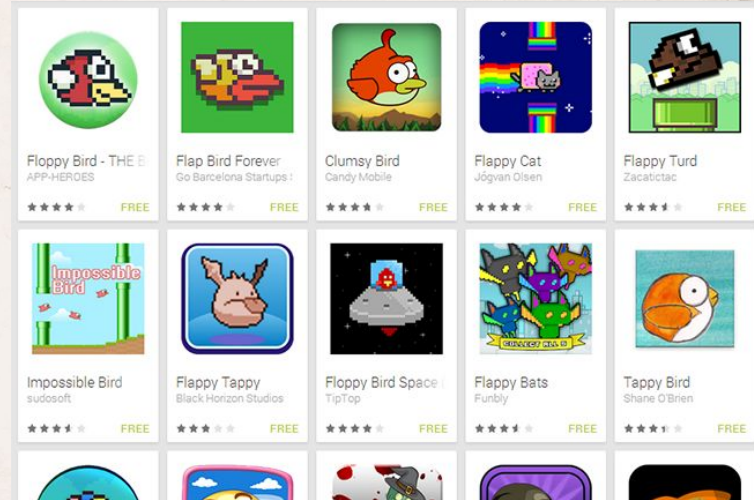 Floppy Bird - THE B
APP-HEROES
FREE
Flap Bird Forever
Go Barcelona Startups
FREE
Clumsy Bird
Candy Mobile
FREE
Flappy Cat
Jógvan Olsen
FREE
Flappy Turd
Zacatictac
FREE
Impossible
Bird
Impossible Bird
sudosoft
FREE
Flappy Tappy
Black Horizon Studios
FREE
Floppy Bird Space
TipTop
FREE
COLLECT ALL 5
Flappy Bats
Funbly
FREE
Tappy Bird
Shane O'Brien
FREE